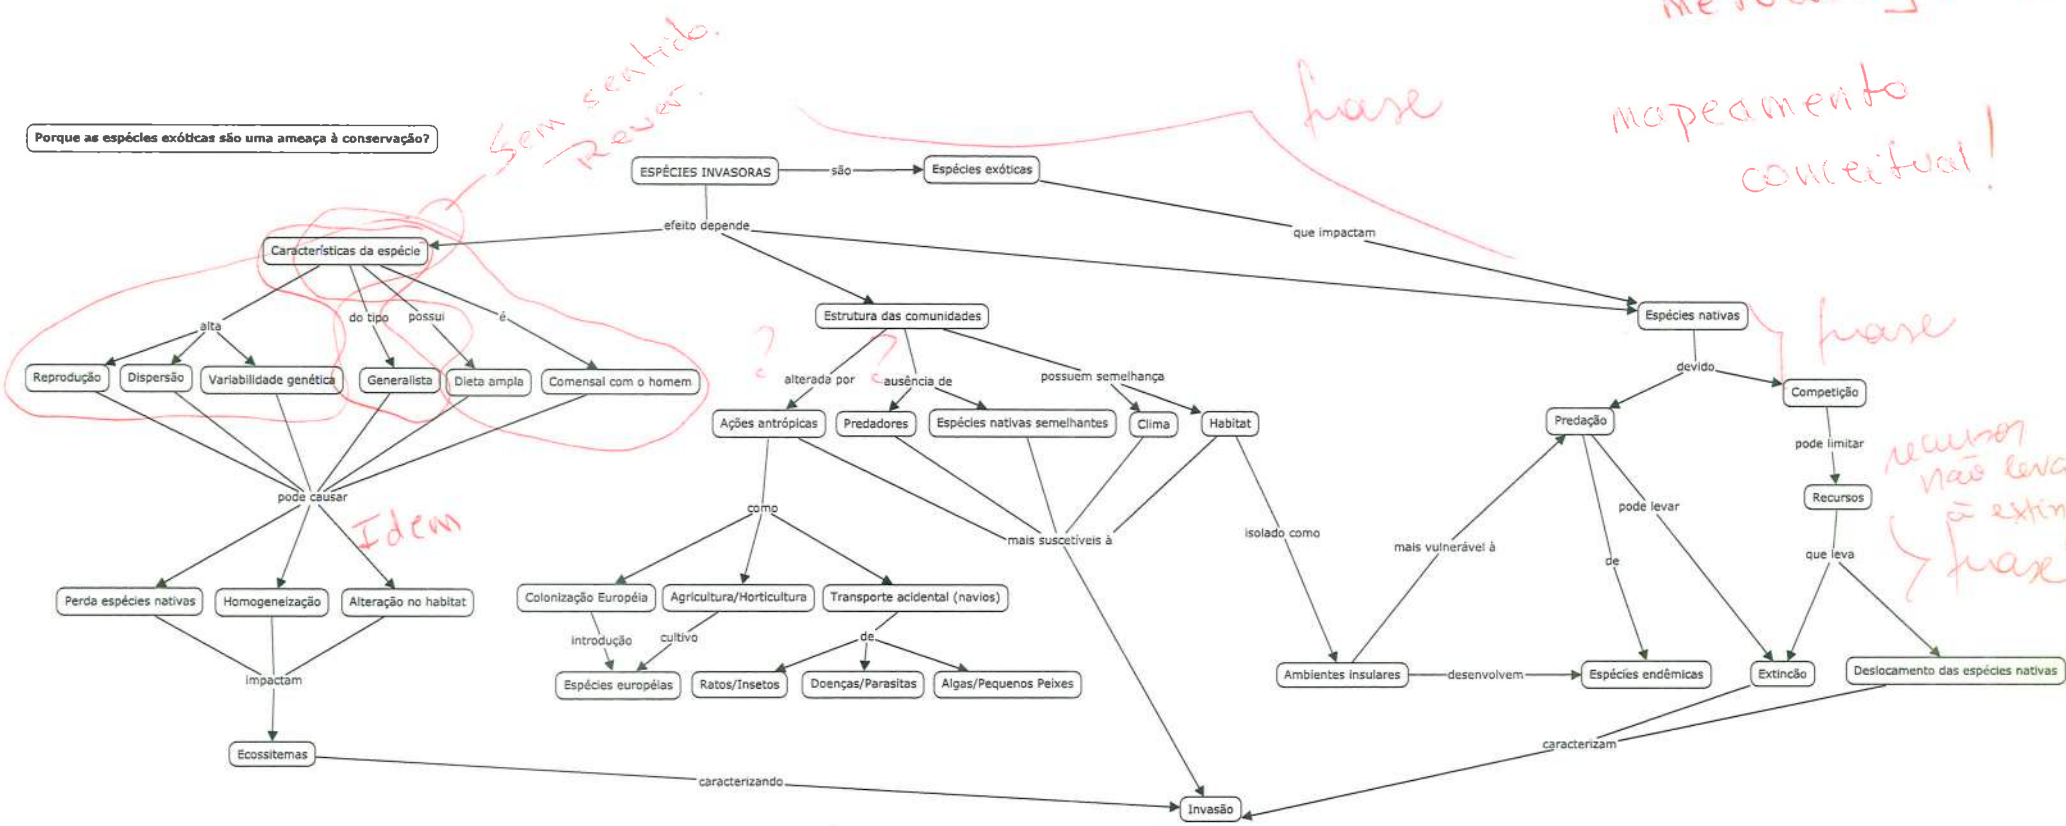 mapeamento
conceitual!
frase
Sem sentido.
Rever.
Porque as espécies exóticas são uma ameaça à conservação?
ESPÉCIES INVASORAS
são
Espécies exóticas
efeito depende
que impactam
Características da espécie
Estrutura das comunidades
Espécies nativas
frase
alta
do tipo
possui
é
?
?
alterada por
ausência de
possuem semelhança
devido
Reprodução
Dispersão
Variabilidade genética
Generalista
Dieta ampla
Comensal com o homem
Ações antrópicas
Predadores
Espécies nativas semelhantes
Clima
Habitat
Predação
Competição
pode limitar
recursos
não leva
à extin
frase
Recursos
pode causar
Idem
como
mais suscetíveis à
isolado como
mais vulnerável à
pode levar
de
que leva
Perda espécies nativas
Homogeneização
Alteração no habitat
Colonização Européia
Agricultura/Horticultura
Transporte acidental (navios)
introdução
cultivo
de
Espécies européias
Ratos/Insetos
Doenças/Parasitas
Algas/Pequenos Peixes
Ambientes insulares
desenvolvem
Espécies endêmicas
Extincão
Deslocamento das espécies nativas
impactam
Ecossitemas
caracterizando
caracterizam
Invasão